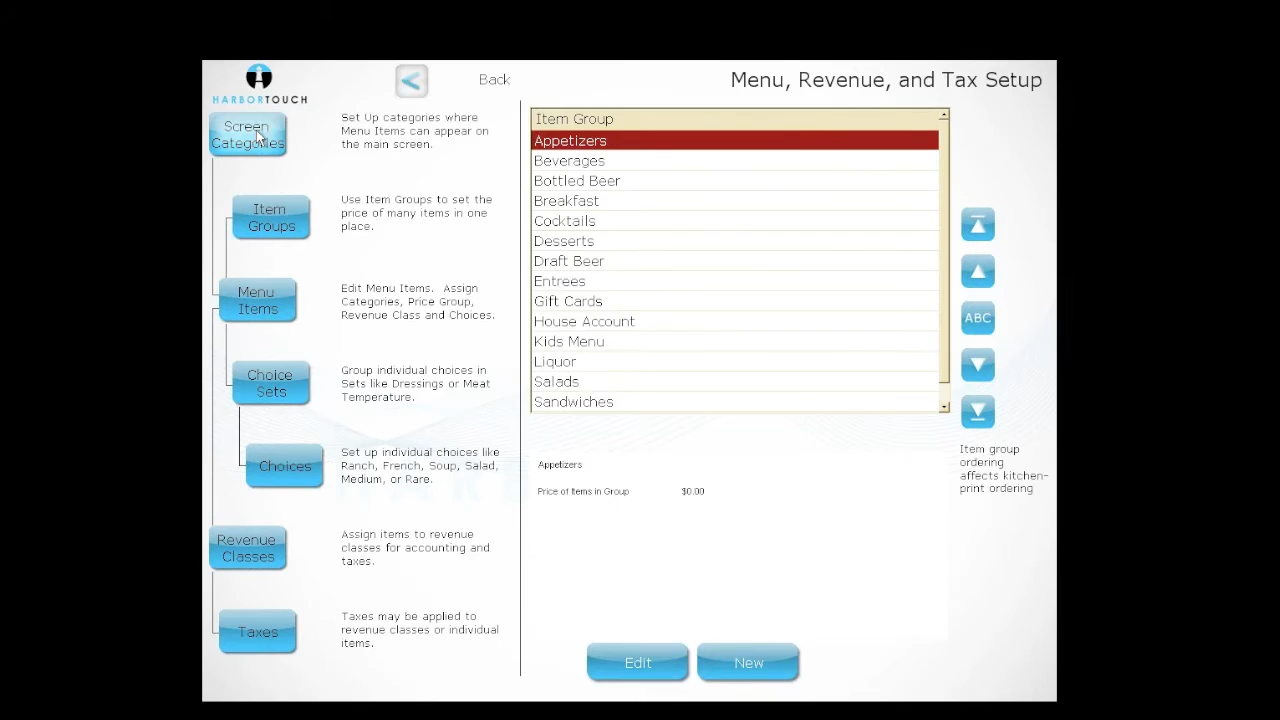 HARBORTOUCH
Back
Menu, Revenue, and Tax Setup
Screen
Categories
Set Up categories where
Menu Items can appear on
the main screen.
Item
Groups
Use Item Groups to set the
price of many items in one
place.
Menu
Items
Edit Menu Items. Assign
Categories, Price Group,
Revenue Class and Choices.
Choice
Sets
Group individual choices in
Sets like Dressings or Meat
Temperature.
Choices
Set up individual choices like
Ranch, French, Soup, Salad,
Medium, or Rare.
Revenue
Classes
Assign items to revenue
classes for accounting and
taxes.
Taxes
Taxes may be applied to
revenue classes or individual
items.
Item Group
Appetizers
Beverages
Bottled Beer
Breakfast
Cocktails
Desserts
Draft Beer
Entrees
Gift Cards
House Account
Kids Menu
Liquor
Salads
Sandwiches
ABC
Item group
ordering
affects kitchen-
print ordering
Appetizers
Price of Items in Group $0.00
Edit
New